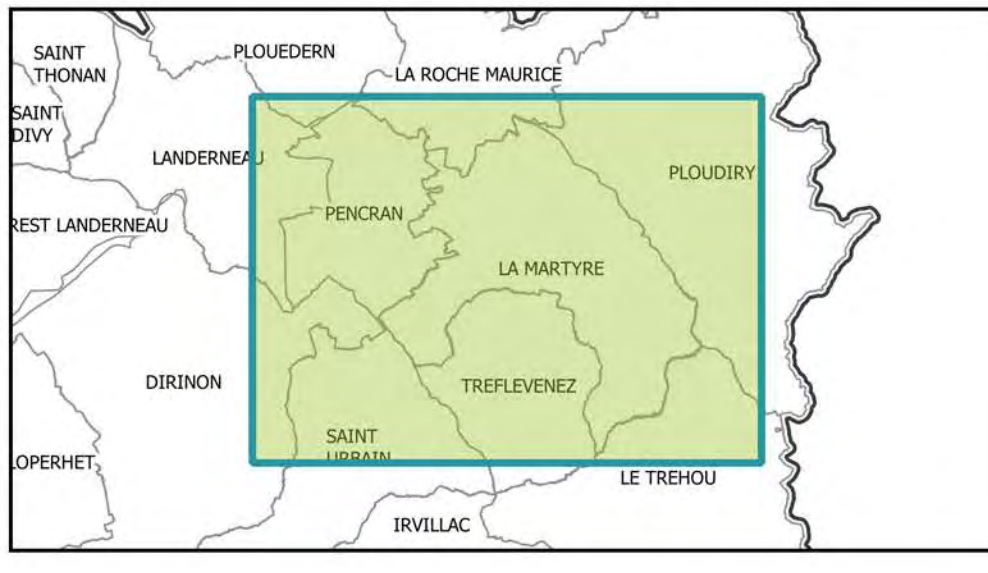 PLOUEDERN
SAINT
THONAN
LA ROCHE MAURICE
SAINT
DIVY
LANDERNEAU
PLOUDIRY
PENCRAN
REST LANDERNEAU
LA MARTYRE
DIRINON
TREFLEVENEZ
SAINT
URBAIN
LOPERHET
LE TREHOU
IRVILLAC